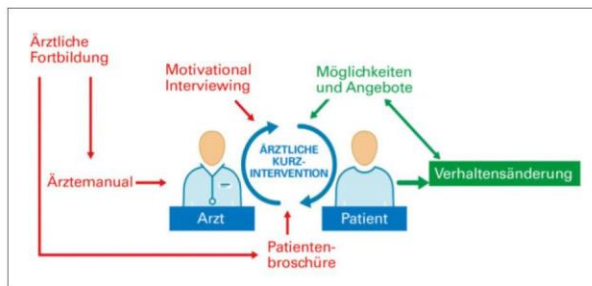 Ärztliche
Fortbildung
Motivational
Interviewing
Möglichkeiten
und Angebote
ÄRZTLICHE
KURZ-
INTERVENTION
Ärztemanual
Verhaltensänderung
Arzt
Patient
Patienten-
broschüre